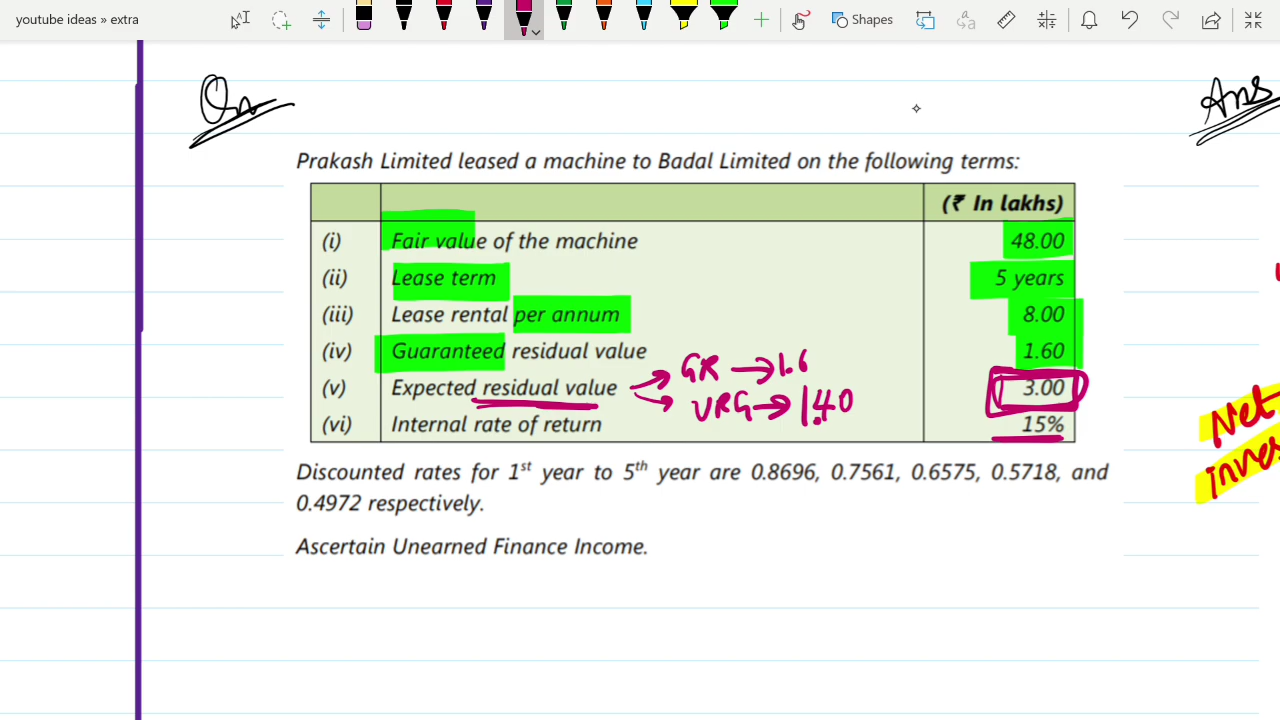 youtube ideas » extra
Shapes
Qn
Ans
Prakash Limited leased a machine to Badal Limited on the following terms:
(₹ In lakhs)
(i) Fair value of the machine 48.00
(ii) Lease term 5 years
(iii) Lease rental per annum 8.00
(iv) Guaranteed residual value 1.60
GR → 1.6
(v) Expected residual value 3.00
URG → 1.40
(vi) Internal rate of return 15%
Net
inves
Discounted rates for 1st year to 5th year are 0.8696, 0.7561, 0.6575, 0.5718, and
0.4972 respectively.
Ascertain Unearned Finance Income.